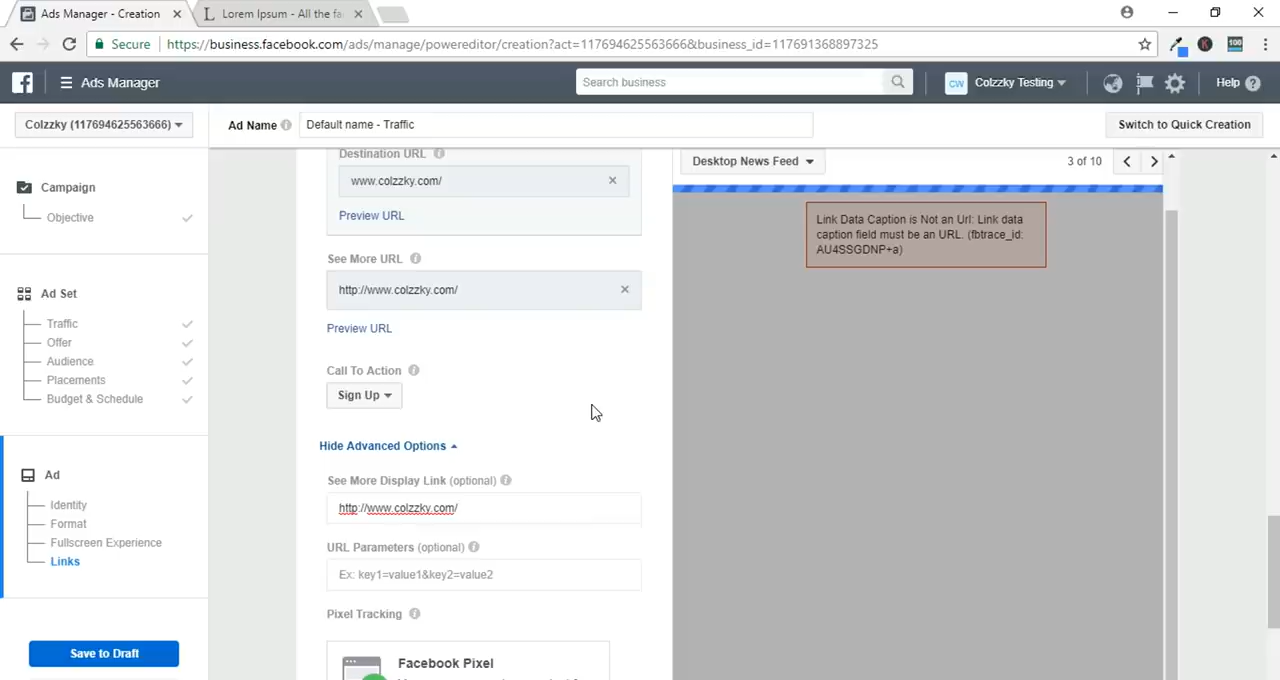 Ads Manager - Creation
Lorem Ipsum - All the fa
Secure
https://business.facebook.com/ads/manage/powereditor/creation?act=117694625563666&business_id=117691368897325
100
Ads Manager
Search business
CW
Colzzky Testing
Help
Colzzky (117694625563666)
Ad Name
Default name - Traffic
Switch to Quick Creation
Campaign
Objective
Ad Set
Traffic
Offer
Audience
Placements
Budget & Schedule
Ad
Identity
Format
Fullscreen Experience
Links
Save to Draft
Destination URL
www.colzzky.com/
Preview URL
See More URL
http://www.colzzky.com/
Preview URL
Call To Action
Sign Up
Hide Advanced Options
See More Display Link (optional)
http://www.colzzky.com/
URL Parameters (optional)
Ex: key1=value1&key2=value2
Pixel Tracking
Facebook Pixel
Desktop News Feed
3 of 10
Link Data Caption is Not an Url: Link data
caption field must be an URL. (fbtrace_id:
AU4SSGDNP+a)